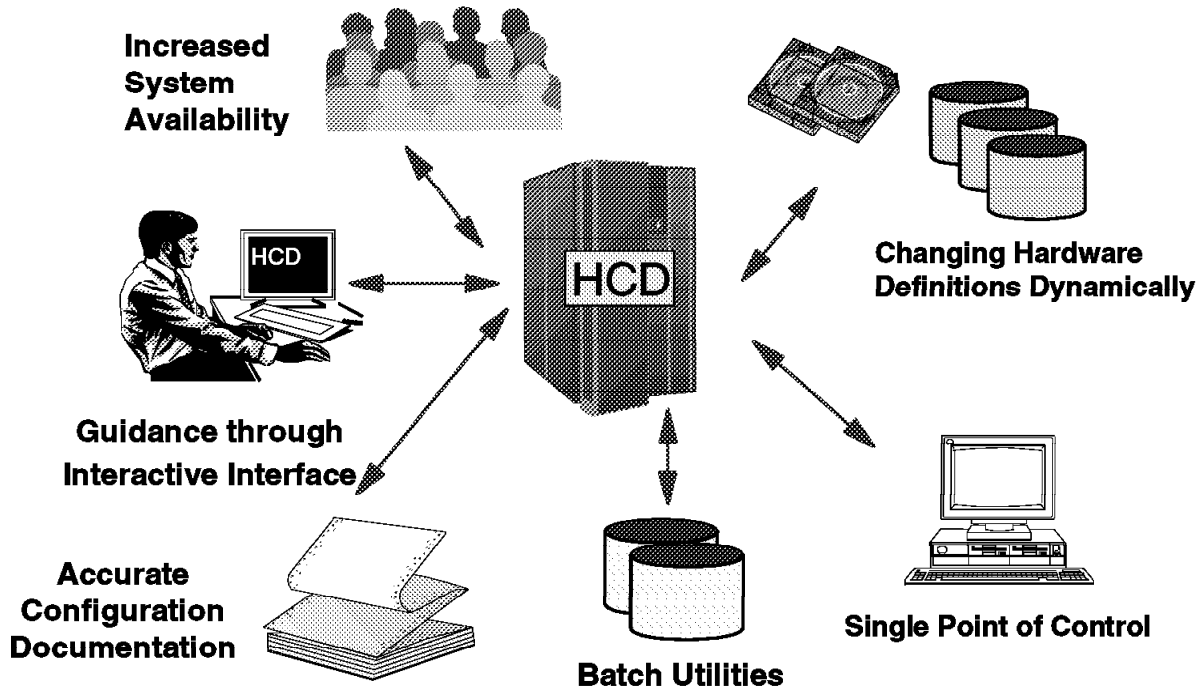 Increased
System
Availability
Changing Hardware
Definitions Dynamically
HCD
HCD
Guidance through
Interactive Interface
Accurate
Configuration
Documentation
Batch Utilities
Single Point of Control